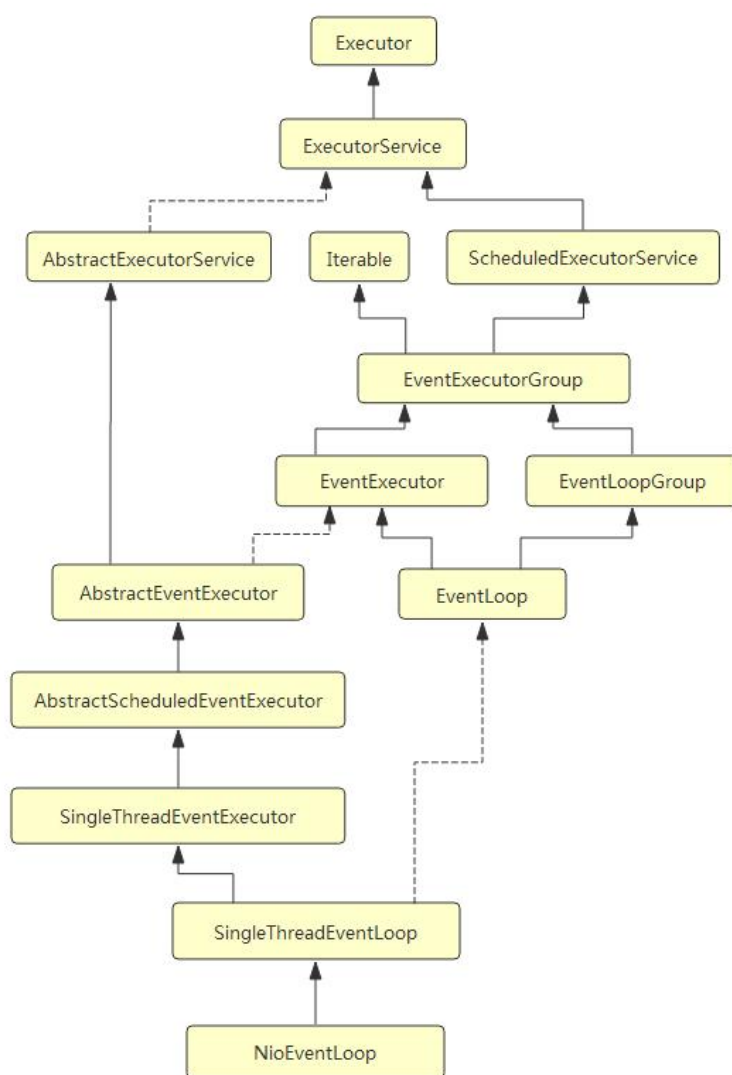 Executor
ExecutorService
AbstractExecutorService
Iterable
ScheduledExecutorService
EventExecutorGroup
EventExecutor
EventLoopGroup
AbstractEventExecutor
EventLoop
AbstractScheduledEventExecutor
SingleThreadEventExecutor
SingleThreadEventLoop
NioEventLoop